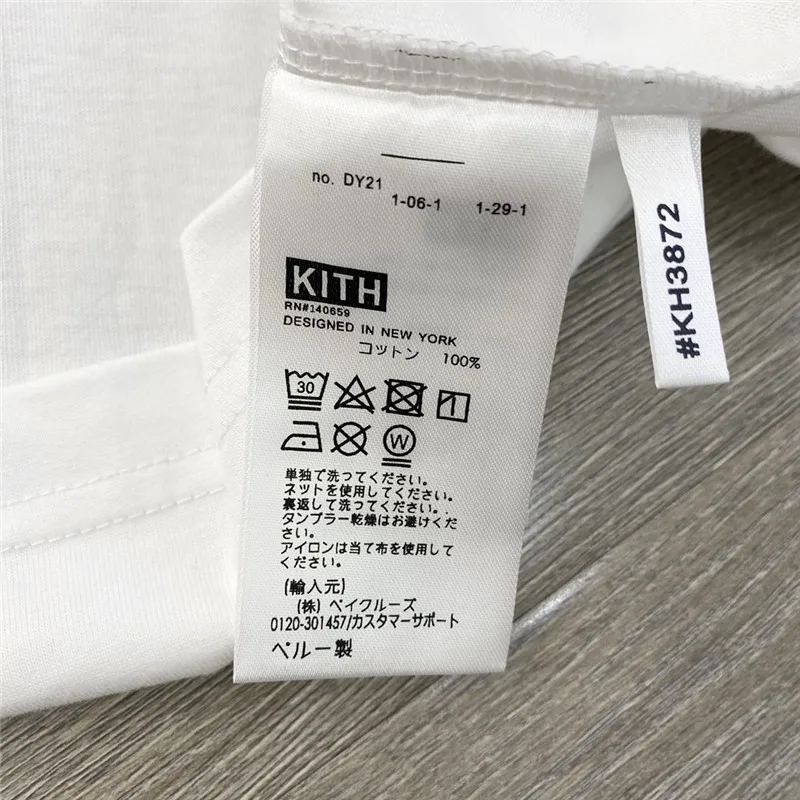 no. DY21
1-06-1 1-29-1
KITH
RN#140659
DESIGNED IN NEW YORK
コットン 100%
30
W
単独で洗ってください。
ネットを使用してください。
裏返して洗ってください。
タンブラー乾燥はお避けくだ
さい。
アイロンは当て布を使用して
ください。
(輸入元)
(株) ベイクルーズ
0120-301457/カスタマーサポート
ペルー製
#KH3872